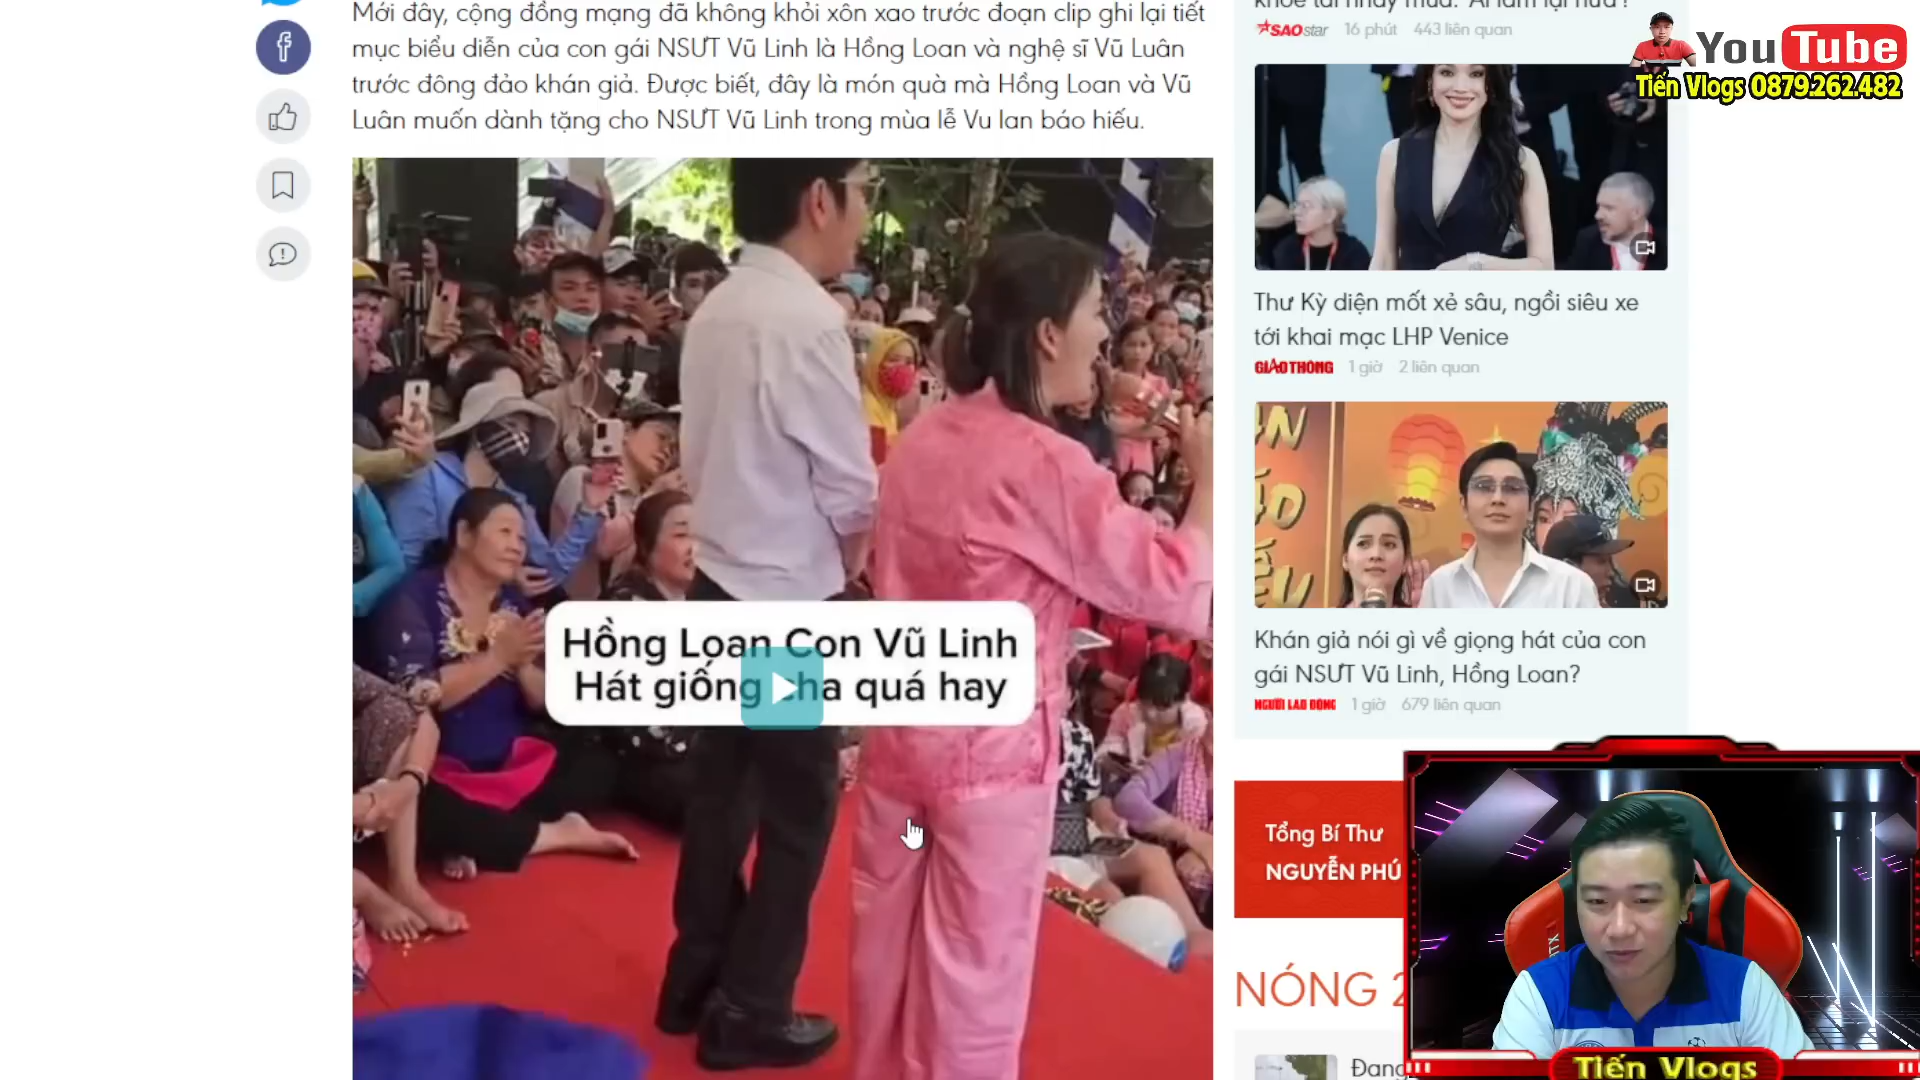 Mới đây, cộng đồng mạng đã không khỏi xôn xao trước đoạn clip ghi lại tiết
mục biểu diễn của con gái NSƯT Vũ Linh là Hồng Loan và nghệ sĩ Vũ Luân
trước đông đảo khán giả. Được biết, đây là món quà mà Hồng Loan và Vũ
Luân muốn dành tặng cho NSƯT Vũ Linh trong mùa lễ Vu lan báo hiếu.
Hồng Loan Con Vũ Linh
Hát giống cha quá hay
SAOstar 16 phút 443 liên quan
YouTube
Tiến Vlogs 0879.262.482
Thư Kỳ diện mốt xẻ sâu, ngồi siêu xe
tới khai mạc LHP Venice
GIAOTHÔNG 1 giờ 2 liên quan
Khán giả nói gì về giọng hát của con
gái NSƯT Vũ Linh, Hồng Loan?
NGƯỜI LAO ĐỘNG 1 giờ 679 liên quan
Tổng Bí Thư
NGUYỄN PHÚ
NÓNG
Đang
Tiến Vlogs